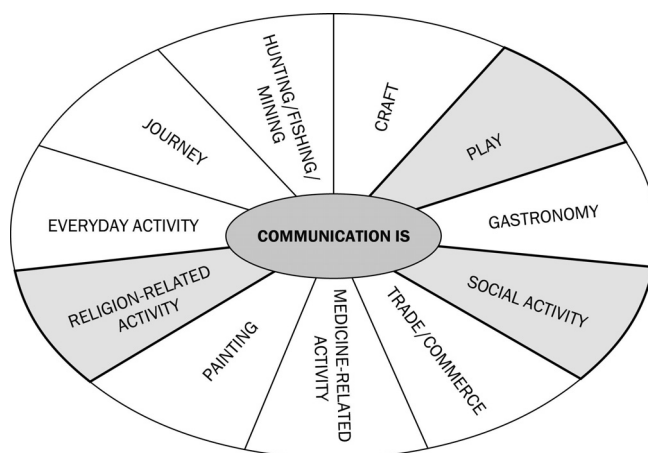 COMMUNICATION IS
HUNTING/FISHING/
MINING
CRAFT
PLAY
GASTRONOMY
SOCIAL ACTIVITY
TRADE/COMMERCE
MEDICINE-RELATED
ACTIVITY
PAINTING
RELIGION-RELATED
ACTIVITY
EVERYDAY ACTIVITY
JOURNEY